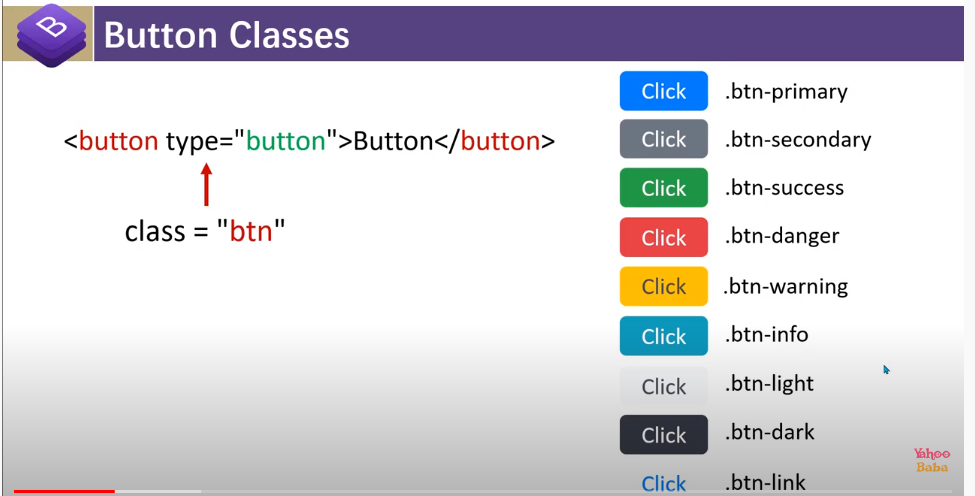 B
Button Classes
<button type="button">Button</button>
class = "btn"
Click .btn-primary
Click .btn-secondary
Click .btn-success
Click .btn-danger
Click .btn-warning
Click .btn-info
Click .btn-light
Click .btn-dark
Click .btn-link
Yahoo
Baba